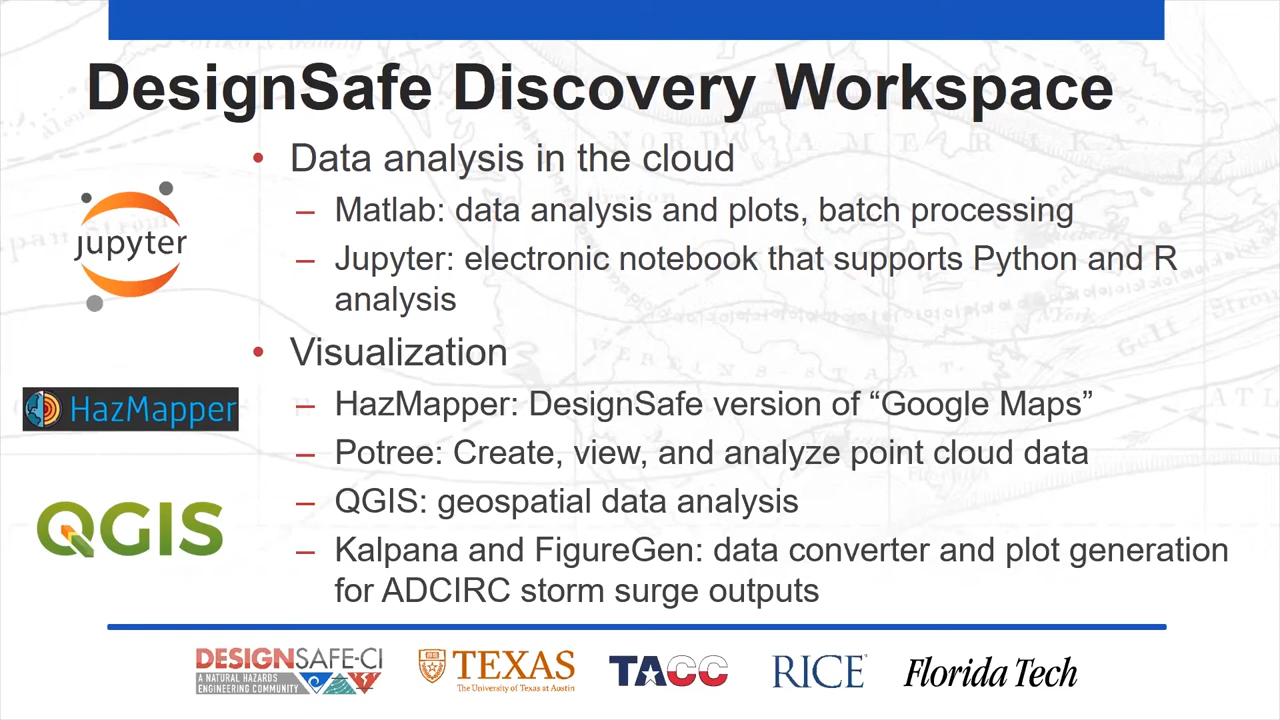 DesignSafe Discovery Workspace
• Data analysis in the cloud
– Matlab: data analysis and plots, batch processing
– Jupyter: electronic notebook that supports Python and R
analysis
jupyter
• Visualization
– HazMapper: DesignSafe version of “Google Maps”
HazMapper
– Potree: Create, view, and analyze point cloud data
– QGIS: geospatial data analysis
QGIS
– Kalpana and FigureGen: data converter and plot generation
for ADCIRC storm surge outputs
DESIGNSAFE-CI
A NATURAL HAZARDS
ENGINEERING COMMUNITY
TEXAS
The University of Texas at Austin
TACC
RICE
Florida Tech